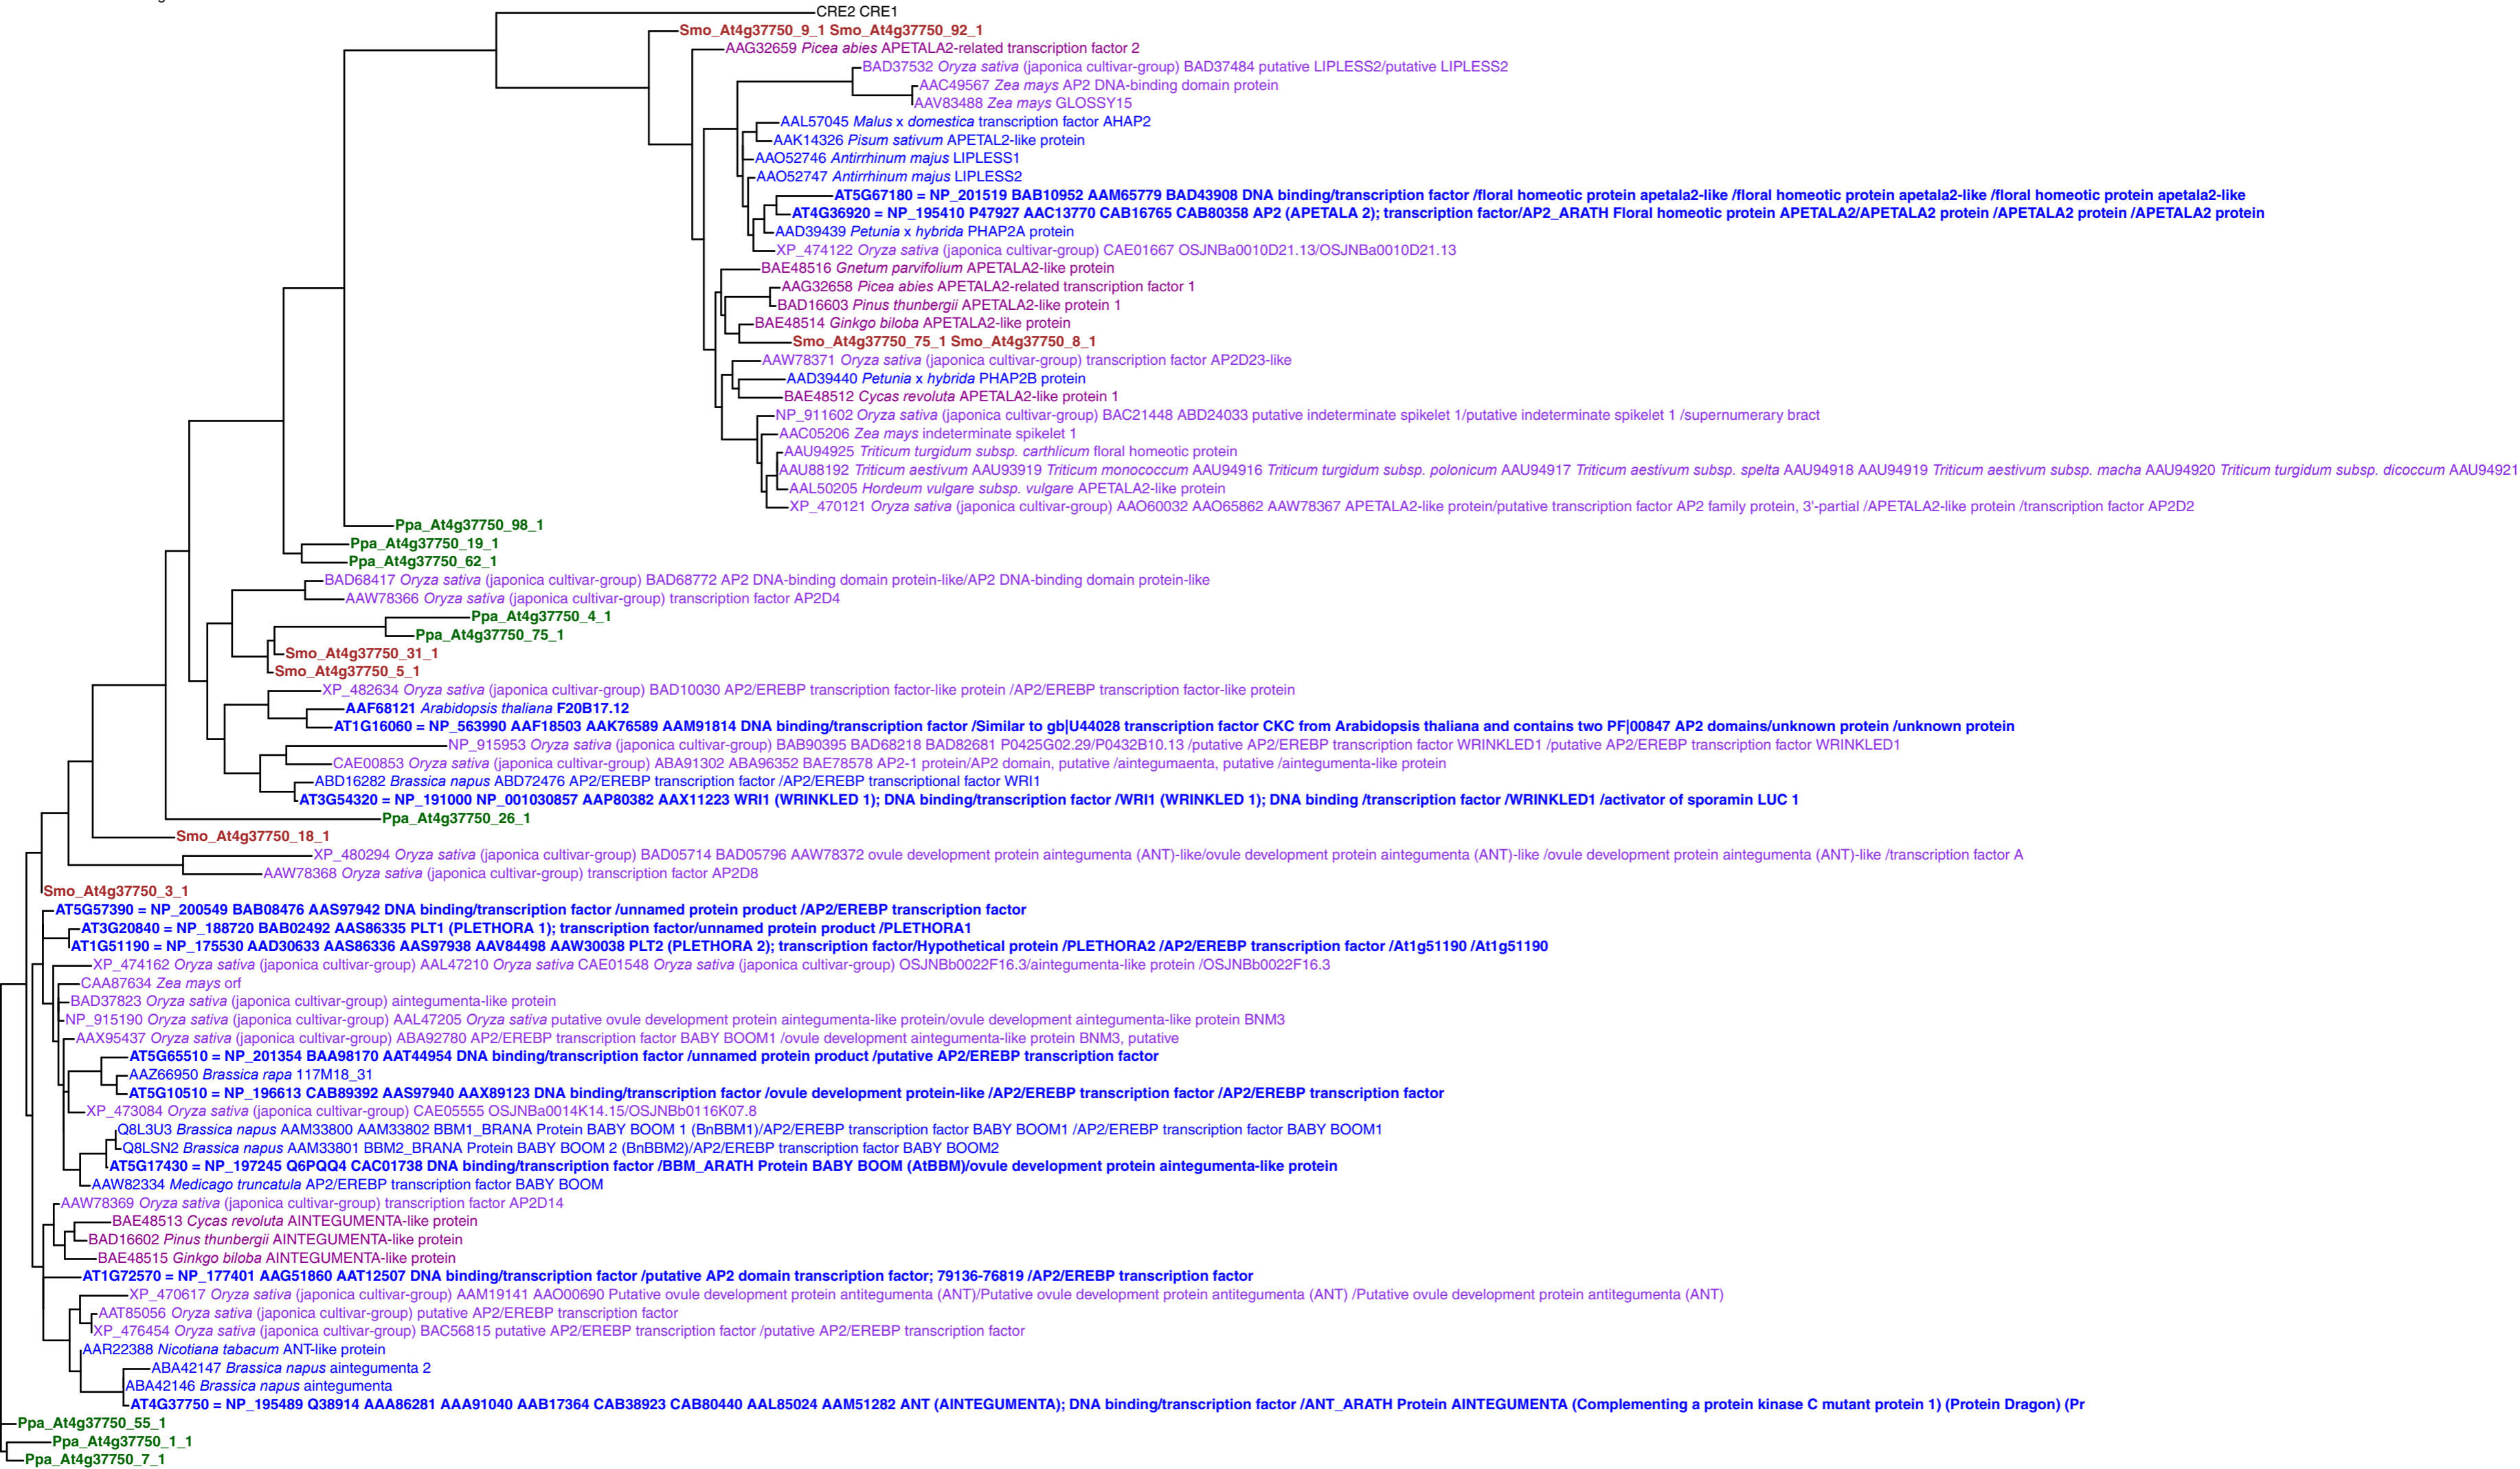 CRE2 CRE1
Smo_At4g37750_9_1 Smo_At4g37750_92_1
AAG32659 Picea abies APETALA2-related transcription factor 2
BAD37532 Oryza sativa (japonica cultivar-group) BAD37484 putative LIPLESS2/putative LIPLESS2
AAC49567 Zea mays AP2 DNA-binding domain protein
AAV83488 Zea mays GLOSSY15
AAL57045 Malus x domestica transcription factor AHAP2
AAK14326 Pisum sativum APETAL2-like protein
AAO52746 Antirrhinum majus LIPLESS1
AAO52747 Antirrhinum majus LIPLESS2
AT5G67180 = NP_201519 BAB10952 AAM65779 BAD43908 DNA binding/transcription factor /floral homeotic protein apetala2-like /floral homeotic protein apetala2-like /floral homeotic protein apetala2-like
AT4G36920 = NP_195410 P47927 AAC13770 CAB16765 CAB80358 AP2 (APETALA 2); transcription factor/AP2_ARATH Floral homeotic protein APETALA2/APETALA2 protein /APETALA2 protein /APETALA2 protein
AAD39439 Petunia x hybrida PHAP2A protein
XP_474122 Oryza sativa (japonica cultivar-group) CAE01667 OSJNBa0010D21.13/OSJNBa0010D21.13
BAE48516 Gnetum parvifolium APETALA2-like protein
AAG32658 Picea abies APETALA2-related transcription factor 1
BAD16603 Pinus thunbergii APETALA2-like protein 1
BAE48514 Ginkgo biloba APETALA2-like protein
Smo_At4g37750_75_1 Smo_At4g37750_8_1
AAW78371 Oryza sativa (japonica cultivar-group) transcription factor AP2D23-like
AAD39440 Petunia x hybrida PHAP2B protein
BAE48512 Cycas revoluta APETALA2-like protein 1
NP_911602 Oryza sativa (japonica cultivar-group) BAC21448 ABD24033 putative indeterminate spikelet 1/putative indeterminate spikelet 1 /supernumerary bract
AAC05206 Zea mays indeterminate spikelet 1
AAU94925 Triticum turgidum subsp. carthlicum floral homeotic protein
AAU88192 Triticum aestivum AAU93919 Triticum monococcum AAU94916 Triticum turgidum subsp. polonicum AAU94917 Triticum aestivum subsp. spelta AAU94918 AAU94919 Triticum aestivum subsp. macha AAU94920 Triticum turgidum subsp. dicoccum AAU94921
AAL50205 Hordeum vulgare subsp. vulgare APETALA2-like protein
XP_470121 Oryza sativa (japonica cultivar-group) AAO60032 AAO65862 AAW78367 APETALA2-like protein/putative transcription factor AP2 family protein, 3'-partial /APETALA2-like protein /transcription factor AP2D2
Ppa_At4g37750_98_1
Ppa_At4g37750_19_1
Ppa_At4g37750_62_1
BAD68417 Oryza sativa (japonica cultivar-group) BAD68772 AP2 DNA-binding domain protein-like/AP2 DNA-binding domain protein-like
AAW78366 Oryza sativa (japonica cultivar-group) transcription factor AP2D4
Ppa_At4g37750_4_1
Ppa_At4g37750_75_1
Smo_At4g37750_31_1
Smo_At4g37750_5_1
XP_482634 Oryza sativa (japonica cultivar-group) BAD10030 AP2/EREBP transcription factor-like protein /AP2/EREBP transcription factor-like protein
AAF68121 Arabidopsis thaliana F20B17.12
AT1G16060 = NP_563990 AAF18503 AAK76589 AAM91814 DNA binding/transcription factor /Similar to gb|U44028 transcription factor CKC from Arabidopsis thaliana and contains two PF|00847 AP2 domains/unknown protein /unknown protein
NP_915953 Oryza sativa (japonica cultivar-group) BAB90395 BAD68218 BAD82681 P0425G02.29/P0432B10.13 /putative AP2/EREBP transcription factor WRINKLED1 /putative AP2/EREBP transcription factor WRINKLED1
CAE00853 Oryza sativa (japonica cultivar-group) ABA91302 ABA96352 BAE78578 AP2-1 protein/AP2 domain, putative /aintegumaenta, putative /aintegumenta-like protein
ABD16282 Brassica napus ABD72476 AP2/EREBP transcription factor /AP2/EREBP transcriptional factor WRI1
AT3G54320 = NP_191000 NP_001030857 AAP80382 AAX11223 WRI1 (WRINKLED 1); DNA binding/transcription factor /WRI1 (WRINKLED 1); DNA binding /transcription factor /WRINKLED1 /activator of sporamin LUC 1
Ppa_At4g37750_26_1
Smo_At4g37750_18_1
XP_480294 Oryza sativa (japonica cultivar-group) BAD05714 BAD05796 AAW78372 ovule development protein aintegumenta (ANT)-like/ovule development protein aintegumenta (ANT)-like /ovule development protein aintegumenta (ANT)-like /transcription factor A
AAW78368 Oryza sativa (japonica cultivar-group) transcription factor AP2D8
Smo_At4g37750_3_1
AT5G57390 = NP_200549 BAB08476 AAS97942 DNA binding/transcription factor /unnamed protein product /AP2/EREBP transcription factor
AT3G20840 = NP_188720 BAB02492 AAS86335 PLT1 (PLETHORA 1); transcription factor/unnamed protein product /PLETHORA1
AT1G51190 = NP_175530 AAD30633 AAS86336 AAS97938 AAV84498 AAW30038 PLT2 (PLETHORA 2); transcription factor/Hypothetical protein /PLETHORA2 /AP2/EREBP transcription factor /At1g51190 /At1g51190
XP_474162 Oryza sativa (japonica cultivar-group) AAL47210 Oryza sativa CAE01548 Oryza sativa (japonica cultivar-group) OSJNBb0022F16.3/aintegumenta-like protein /OSJNBb0022F16.3
CAA87634 Zea mays orf
BAD37823 Oryza sativa (japonica cultivar-group) aintegumenta-like protein
NP_915190 Oryza sativa (japonica cultivar-group) AAL47205 Oryza sativa putative ovule development protein aintegumenta-like protein/ovule development aintegumenta-like protein BNM3
AAX95437 Oryza sativa (japonica cultivar-group) ABA92780 AP2/EREBP transcription factor BABY BOOM1 /ovule development aintegumenta-like protein BNM3, putative
AT5G65510 = NP_201354 BAA98170 AAT44954 DNA binding/transcription factor /unnamed protein product /putative AP2/EREBP transcription factor
AAZ66950 Brassica rapa 117M18_31
AT5G10510 = NP_196613 CAB89392 AAS97940 AAX89123 DNA binding/transcription factor /ovule development protein-like /AP2/EREBP transcription factor /AP2/EREBP transcription factor
XP_473084 Oryza sativa (japonica cultivar-group) CAE05555 OSJNBa0014K14.15/OSJNBb0116K07.8
Q8L3U3 Brassica napus AAM33800 AAM33802 BBM1_BRANA Protein BABY BOOM 1 (BnBBM1)/AP2/EREBP transcription factor BABY BOOM1 /AP2/EREBP transcription factor BABY BOOM1
Q8LSN2 Brassica napus AAM33801 BBM2_BRANA Protein BABY BOOM 2 (BnBBM2)/AP2/EREBP transcription factor BABY BOOM2
AT5G17430 = NP_197245 Q6PQQ4 CAC01738 DNA binding/transcription factor /BBM_ARATH Protein BABY BOOM (AtBBM)/ovule development protein aintegumenta-like protein
AAW82334 Medicago truncatula AP2/EREBP transcription factor BABY BOOM
AAW78369 Oryza sativa (japonica cultivar-group) transcription factor AP2D14
BAE48513 Cycas revoluta AINTEGUMENTA-like protein
BAD16602 Pinus thunbergii AINTEGUMENTA-like protein
BAE48515 Ginkgo biloba AINTEGUMENTA-like protein
AT1G72570 = NP_177401 AAG51860 AAT12507 DNA binding/transcription factor /putative AP2 domain transcription factor; 79136-76819 /AP2/EREBP transcription factor
XP_470617 Oryza sativa (japonica cultivar-group) AAM19141 AAO00690 Putative ovule development protein antitegumenta (ANT)/Putative ovule development protein antitegumenta (ANT) /Putative ovule development protein antitegumenta (ANT)
AAT85056 Oryza sativa (japonica cultivar-group) putative AP2/EREBP transcription factor
XP_476454 Oryza sativa (japonica cultivar-group) BAC56815 putative AP2/EREBP transcription factor /putative AP2/EREBP transcription factor
AAR22388 Nicotiana tabacum ANT-like protein
ABA42147 Brassica napus aintegumenta 2
ABA42146 Brassica napus aintegumenta
AT4G37750 = NP_195489 Q38914 AAA86281 AAA91040 AAB17364 CAB38923 CAB80440 AAL85024 AAM51282 ANT (AINTEGUMENTA); DNA binding/transcription factor /ANT_ARATH Protein AINTEGUMENTA (Complementing a protein kinase C mutant protein 1) (Protein Dragon) (Pr
Ppa_At4g37750_55_1
Ppa_At4g37750_1_1
Ppa_At4g37750_7_1